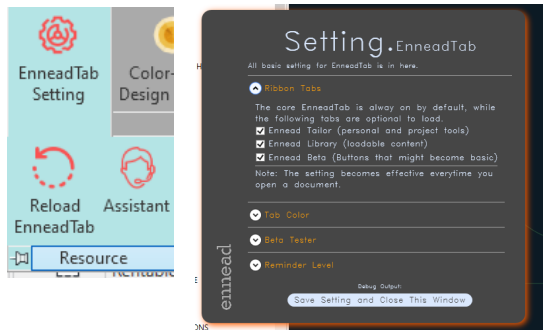 EnneadTab
Setting
Color-
Design
Reload
EnneadTab
Assistant
Resource
Setting.EnneadTab
All basic setting for EnneadTab is in here.
Ribbon Tabs
The core EnneadTab is alway on by default, while
the following tabs are optional to load.
Ennead Tailor (personal and project tools)
Ennead Library (loadable content)
Ennead Beta (Buttons that might become basic)
Note: The setting becomes effective everytime you
open a document.
Tab Color
Beta Tester
Reminder Level
ennead
Debug Output:
Save Setting and Close This Window